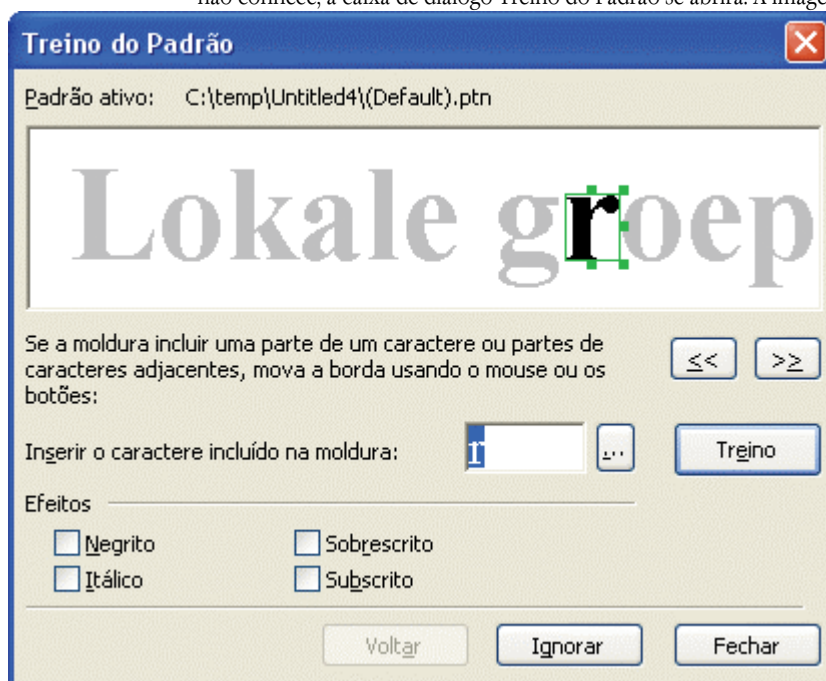 não conhece, a caixa de diálogo Treino do Padrão se abrirá. A image
Treino do Padrão
Padrão ativo: C:\temp\Untitled4\(Default).ptn
Lokale groep
Se a moldura incluir uma parte de um caractere ou partes de
caracteres adjacentes, mova a borda usando o mouse ou os
botões:
<< >>
Inserir o caractere incluído na moldura: r ... Treino
Efeitos
Negrito Sobrescrito
Itálico Subscrito
Voltar Ignorar Fechar